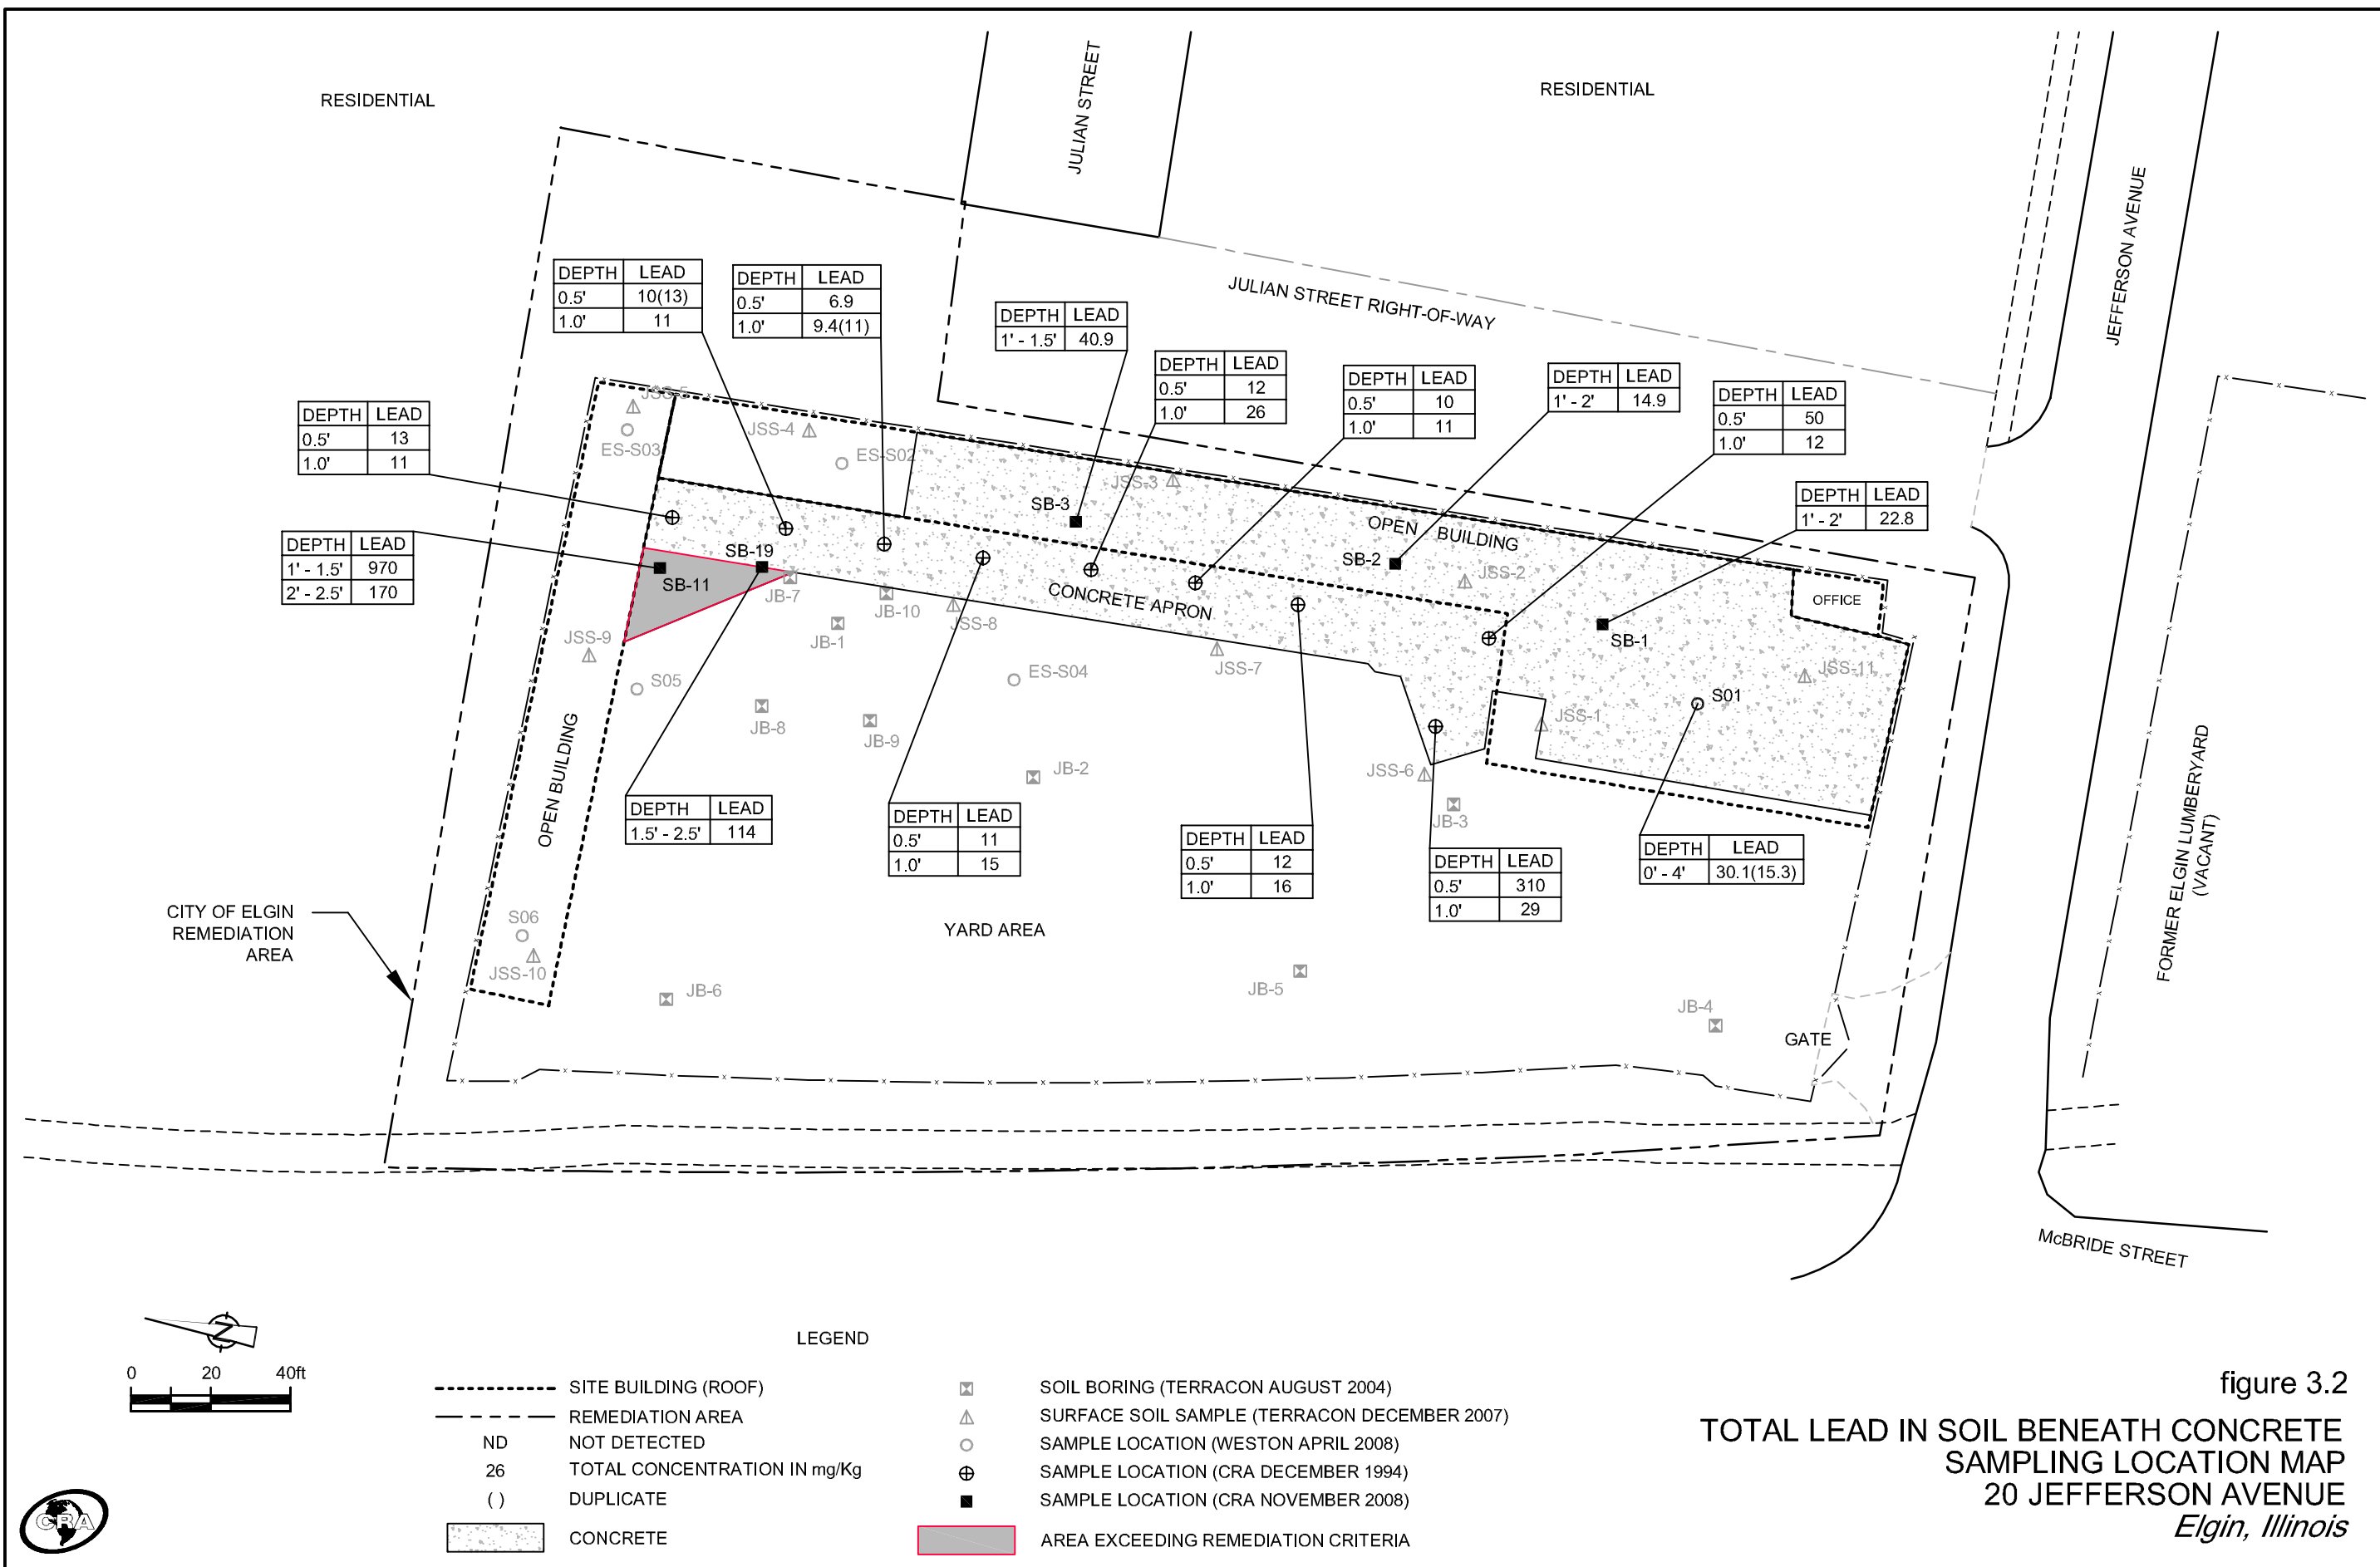 RESIDENTIAL
JULIAN STREET
RESIDENTIAL
JEFFERSON AVENUE
JULIAN STREET RIGHT-OF-WAY
DEPTH LEAD
0.5' 10(13)
1.0' 11
DEPTH LEAD
0.5' 6.9
1.0' 9.4(11)
DEPTH LEAD
1' - 1.5' 40.9
DEPTH LEAD
0.5' 12
1.0' 26
DEPTH LEAD
0.5' 10
1.0' 11
DEPTH LEAD
1' - 2' 14.9
DEPTH LEAD
0.5' 50
1.0' 12
DEPTH LEAD
0.5' 13
1.0' 11
DEPTH LEAD
1' - 2' 22.8
DEPTH LEAD
1' - 1.5' 970
2' - 2.5' 170
JSS-5
ES-S03
JSS-4
ES-S02
JSS-3
SB-3
OPEN BUILDING
SB-2
JSS-2
SB-19
SB-11
JB-7
JB-10
JB-1
JSS-8
CONCRETE APRON
OFFICE
SB-1
JSS-9
S05
ES-S04
JSS-7
JSS-11
S01
JSS-1
JB-8
JB-9
JB-2
JSS-6
JB-3
OPEN BUILDING
DEPTH LEAD
1.5' - 2.5' 114
DEPTH LEAD
0.5' 11
1.0' 15
DEPTH LEAD
0.5' 12
1.0' 16
DEPTH LEAD
0.5' 310
1.0' 29
DEPTH LEAD
0' - 4' 30.1(15.3)
FORMER ELGIN LUMBERYARD
(VACANT)
CITY OF ELGIN
REMEDIATION
AREA
S06
JSS-10
YARD AREA
JB-6
JB-5
JB-4
GATE
McBRIDE STREET
N
0 20 40ft
LEGEND
SITE BUILDING (ROOF)
REMEDIATION AREA
ND NOT DETECTED
26 TOTAL CONCENTRATION IN mg/Kg
( ) DUPLICATE
CONCRETE
SOIL BORING (TERRACON AUGUST 2004)
SURFACE SOIL SAMPLE (TERRACON DECEMBER 2007)
SAMPLE LOCATION (WESTON APRIL 2008)
SAMPLE LOCATION (CRA DECEMBER 1994)
SAMPLE LOCATION (CRA NOVEMBER 2008)
AREA EXCEEDING REMEDIATION CRITERIA
CRA
figure 3.2
TOTAL LEAD IN SOIL BENEATH CONCRETE
SAMPLING LOCATION MAP
20 JEFFERSON AVENUE
Elgin, Illinois